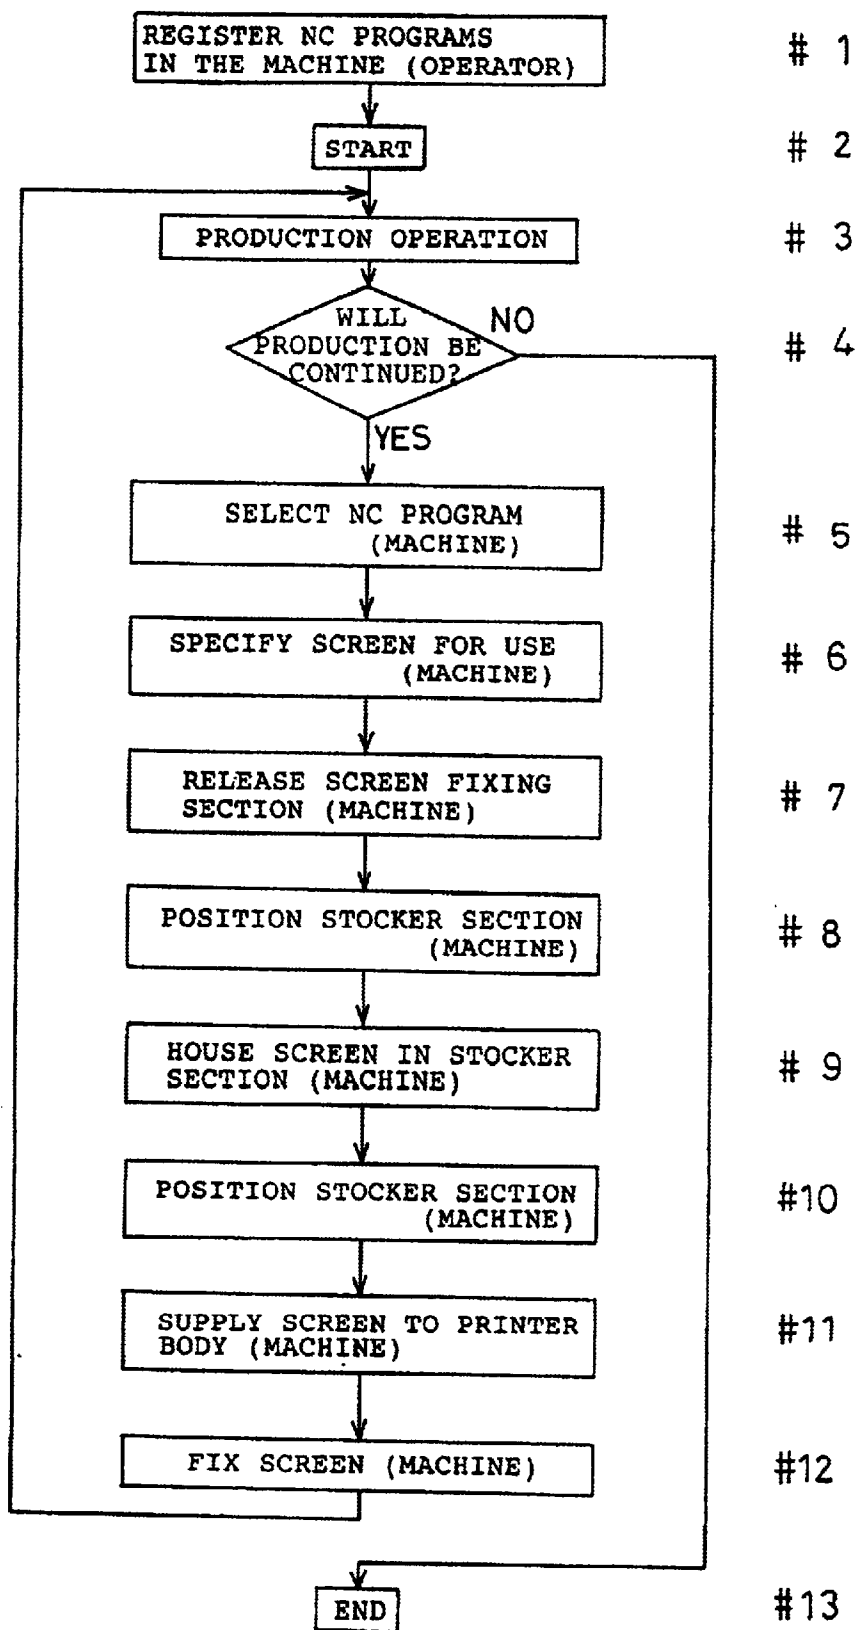 REGISTER NC PROGRAMS
IN THE MACHINE (OPERATOR)
# 1
START
# 2
PRODUCTION OPERATION
# 3
WILL
PRODUCTION BE
CONTINUED?
NO
# 4
YES
SELECT NC PROGRAM
(MACHINE)
# 5
SPECIFY SCREEN FOR USE
(MACHINE)
# 6
RELEASE SCREEN FIXING
SECTION (MACHINE)
# 7
POSITION STOCKER SECTION
(MACHINE)
# 8
HOUSE SCREEN IN STOCKER
SECTION (MACHINE)
# 9
POSITION STOCKER SECTION
(MACHINE)
#10
SUPPLY SCREEN TO PRINTER
BODY (MACHINE)
#11
FIX SCREEN (MACHINE)
#12
END
#13